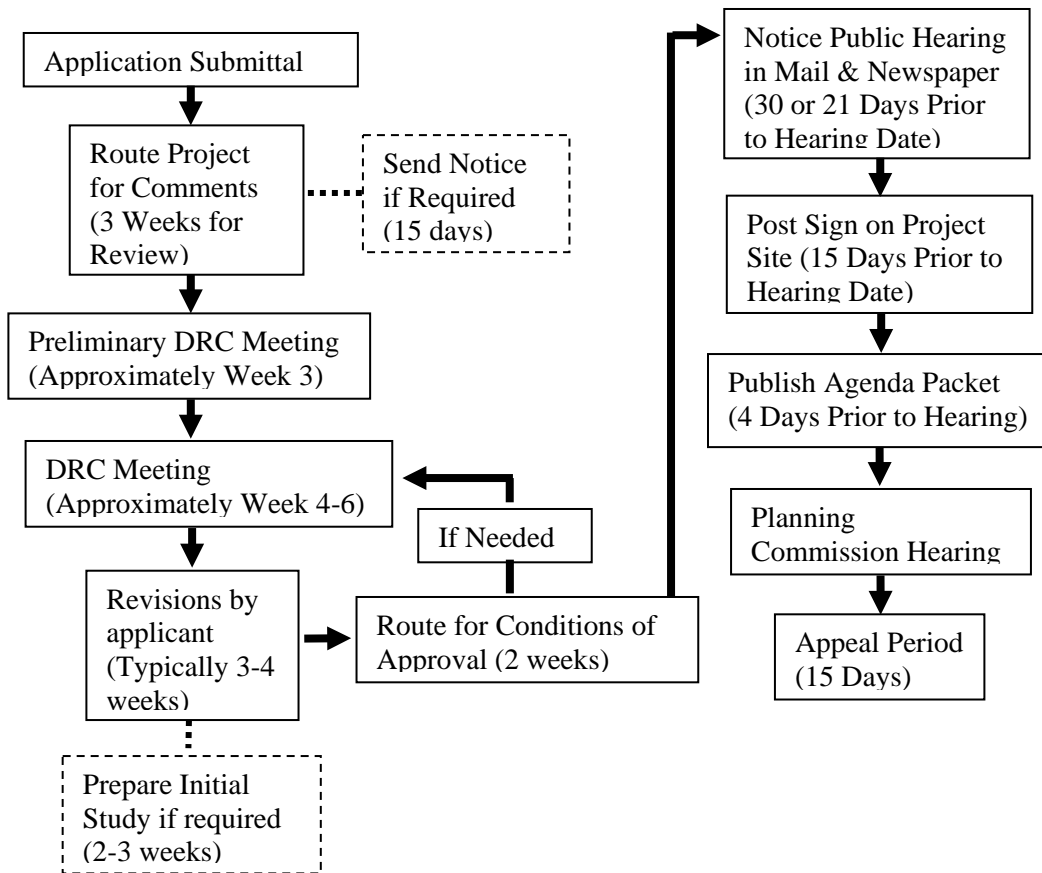 Application Submittal
Route Project
for Comments
(3 Weeks for
Review)
Send Notice
if Required
(15 days)
Preliminary DRC Meeting
(Approximately Week 3)
DRC Meeting
(Approximately Week 4-6)
If Needed
Revisions by
applicant
(Typically 3-4
weeks)
Route for Conditions of
Approval (2 weeks)
Prepare Initial
Study if required
(2-3 weeks)
Notice Public Hearing
in Mail & Newspaper
(30 or 21 Days Prior
to Hearing Date)
Post Sign on Project
Site (15 Days Prior to
Hearing Date)
Publish Agenda Packet
(4 Days Prior to Hearing)
Planning
Commission Hearing
Appeal Period
(15 Days)